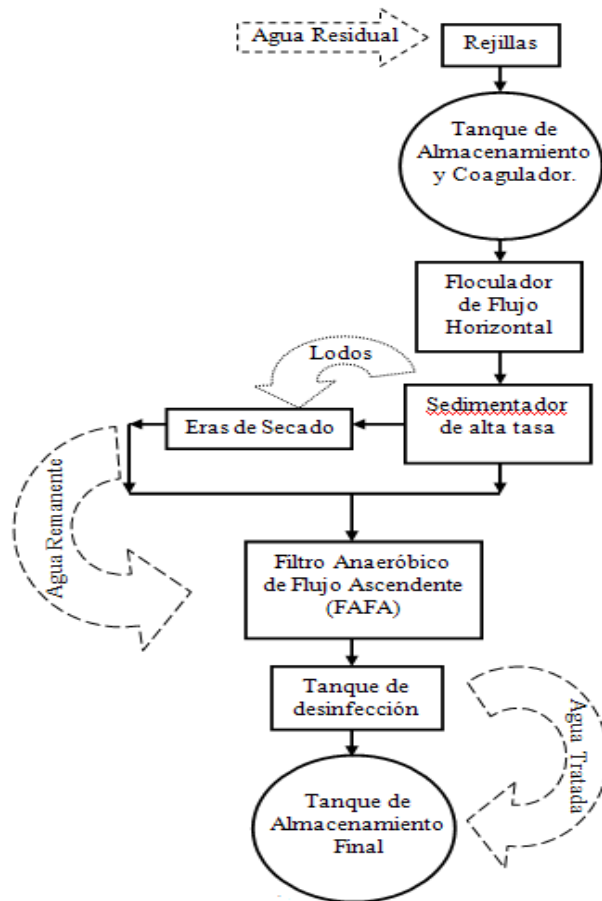 Agua Residual
Rejillas
Tanque de
Almacenamiento
y Coagulador.
Floculador
de Flujo
Horizontal
Lodos
Sedimentador
de alta tasa
Eras de Secado
Agua Remanente
Filtro Anaeróbico
de Flujo Ascendente
(FAFA)
Tanque de
desinfección
Agua Tratada
Tanque de
Almacenamiento
Final